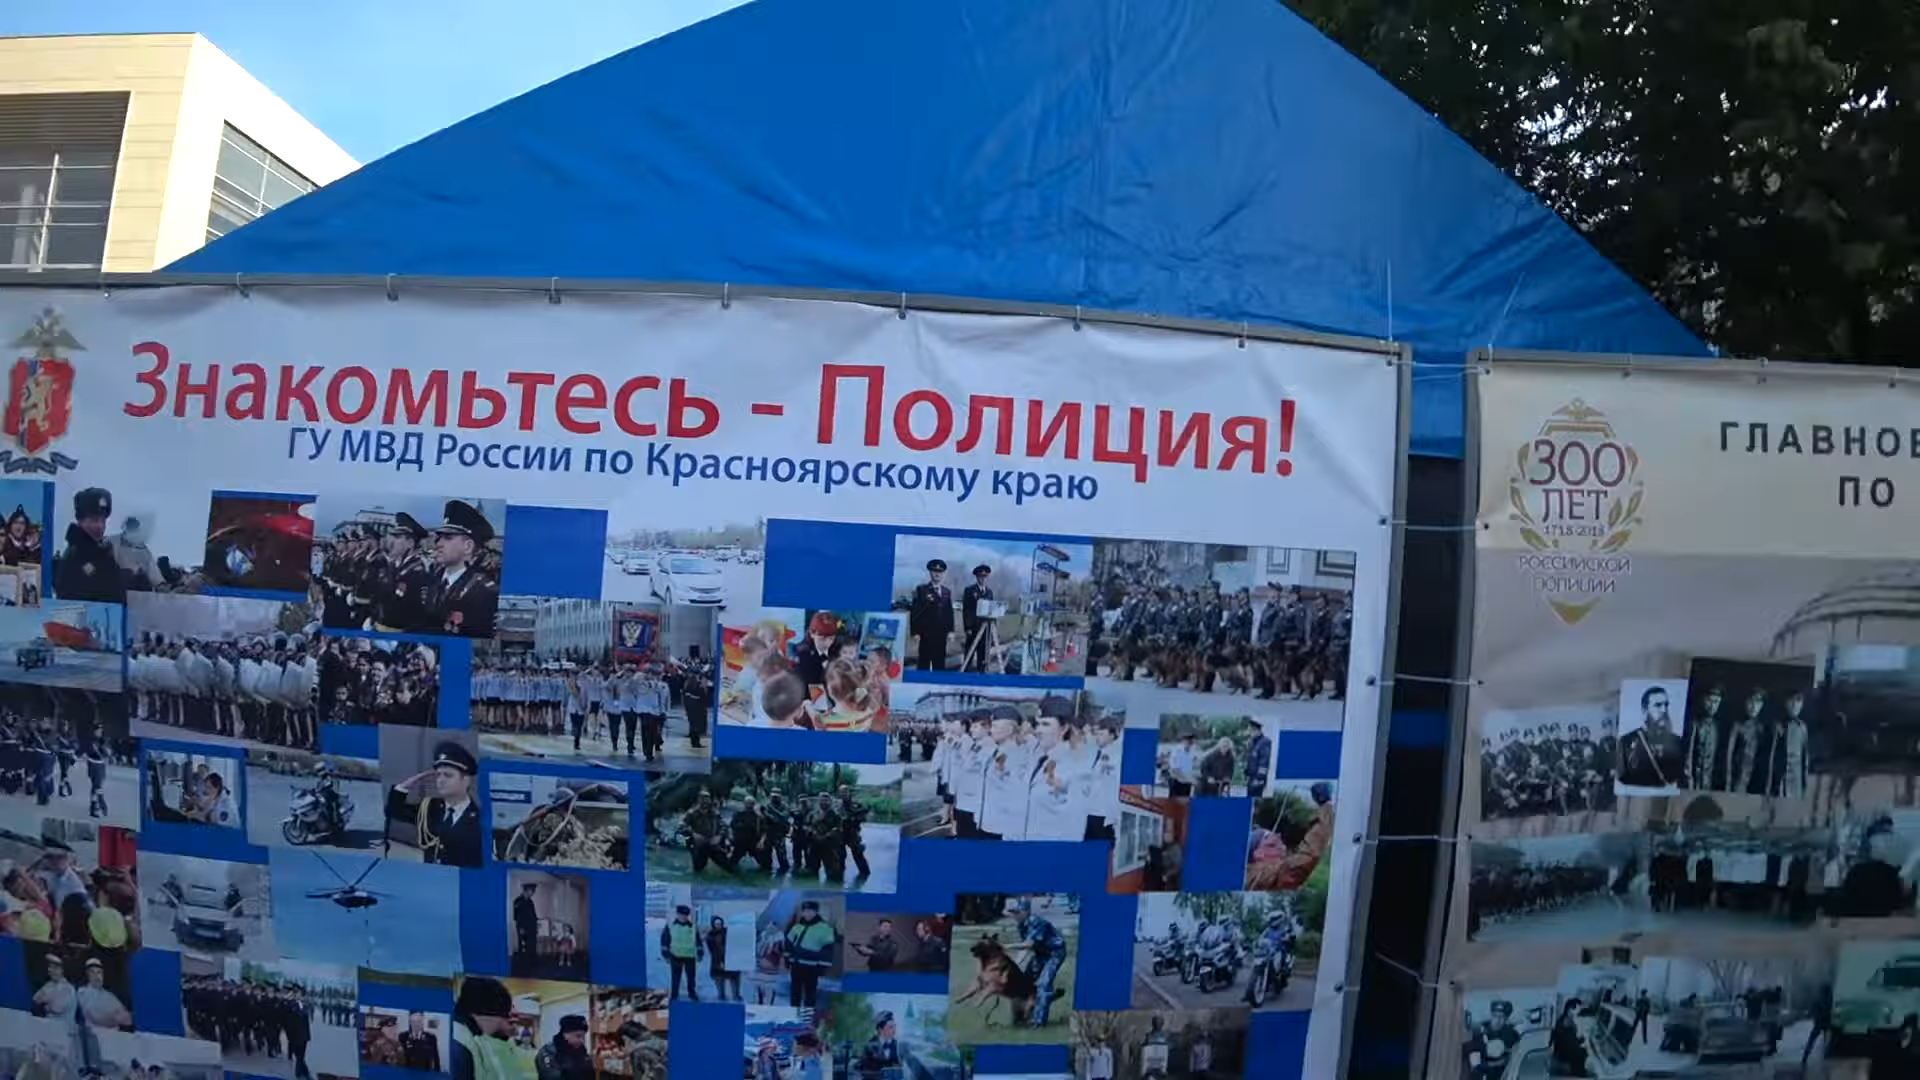 Знакомьтесь - Полиция!
ГУ МВД России по Красноярскому краю
300
ЛЕТ
1718-2018
РОССИЙСКОЙ
ПОЛИЦИИ
ГЛАВНОЕ
ПО